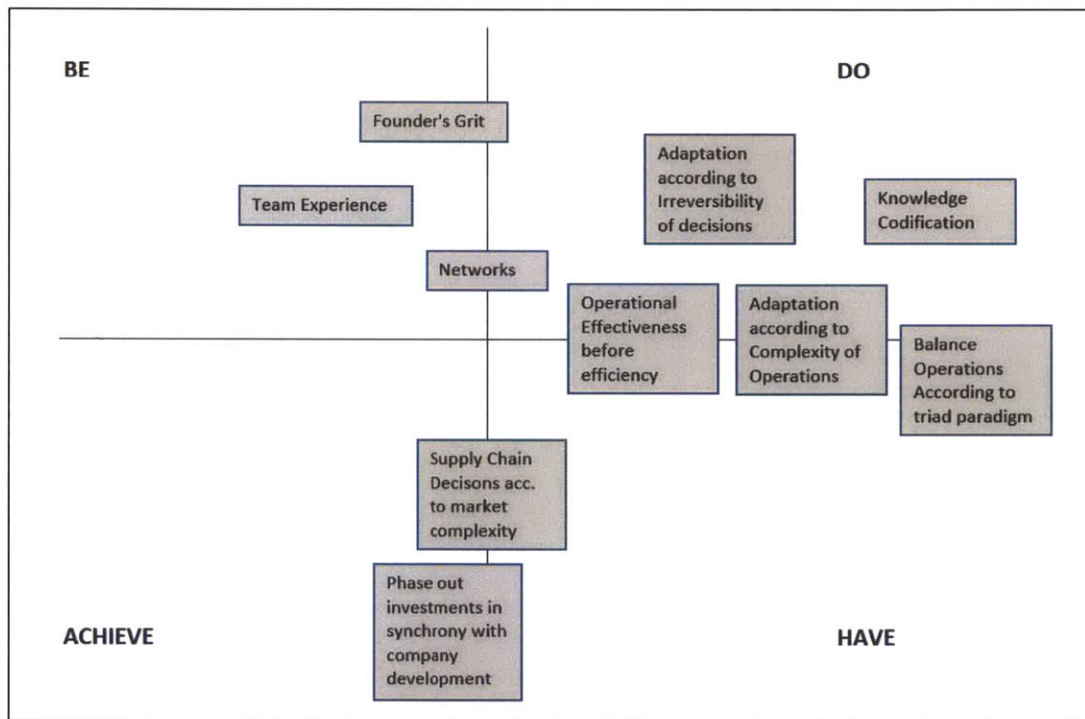 BE
DO
Founder's Grit
Adaptation
according to
Irreversibility
of decisions
Knowledge
Codification
Team Experience
Networks
Operational
Effectiveness
before
efficiency
Adaptation
according to
Complexity of
Operations
Balance
Operations
According to
triad paradigm
Supply Chain
Decisons acc.
to market
complexity
Phase out
investments in
synchrony with
company
development
ACHIEVE
HAVE